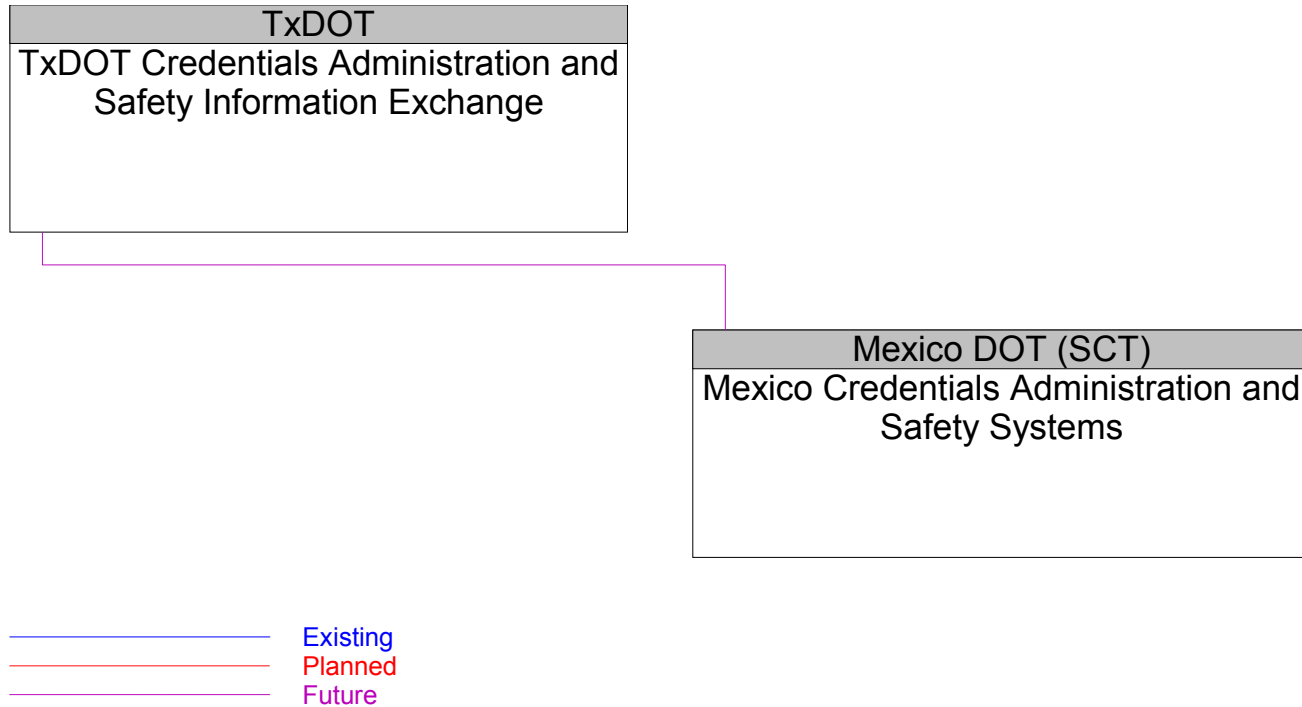 TxDOT
TxDOT Credentials Administration and
Safety Information Exchange
Mexico DOT (SCT)
Mexico Credentials Administration and
Safety Systems
Existing
Planned
Future